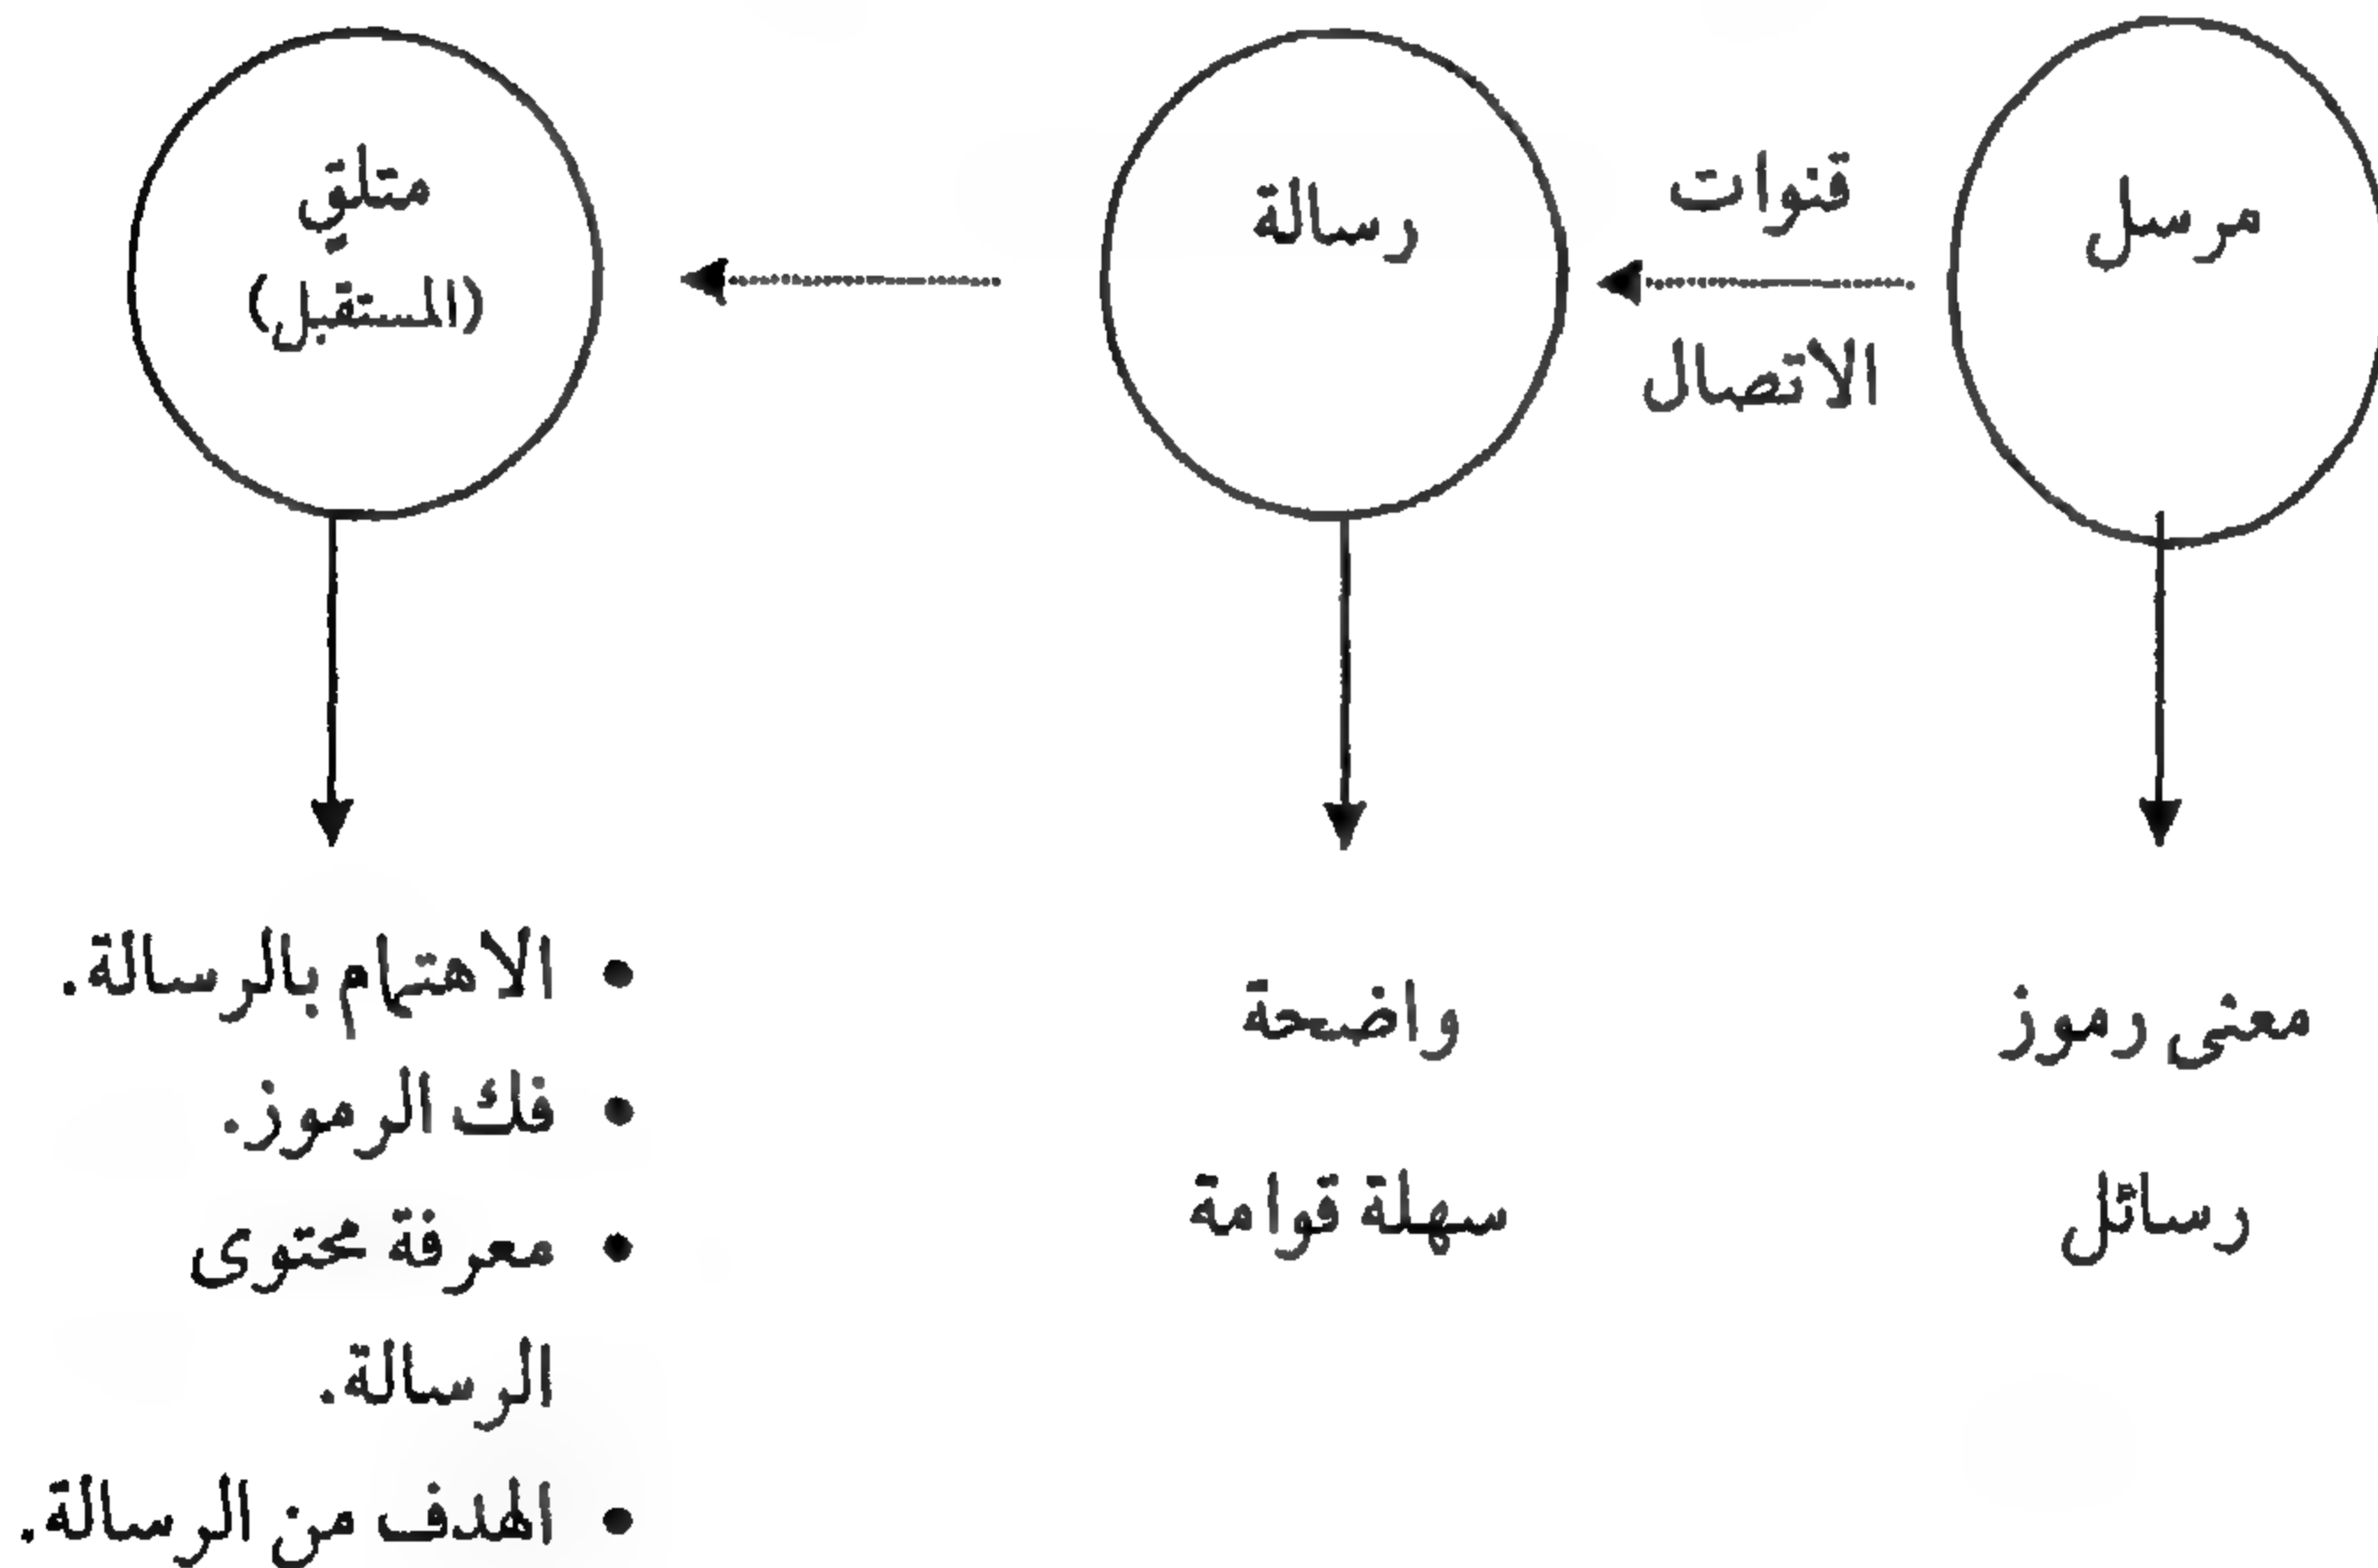 مرسل
قنوات
الاتصال
رسالة
متلقٍ
(المستقبل)
معنى رموز
رسائل
واضحة
سهلة قوامة
• الاهتمام بالرسالة.
• فك الرموز.
• معرفة محتوى
الرسالة.
• الهدف من الرسالة.